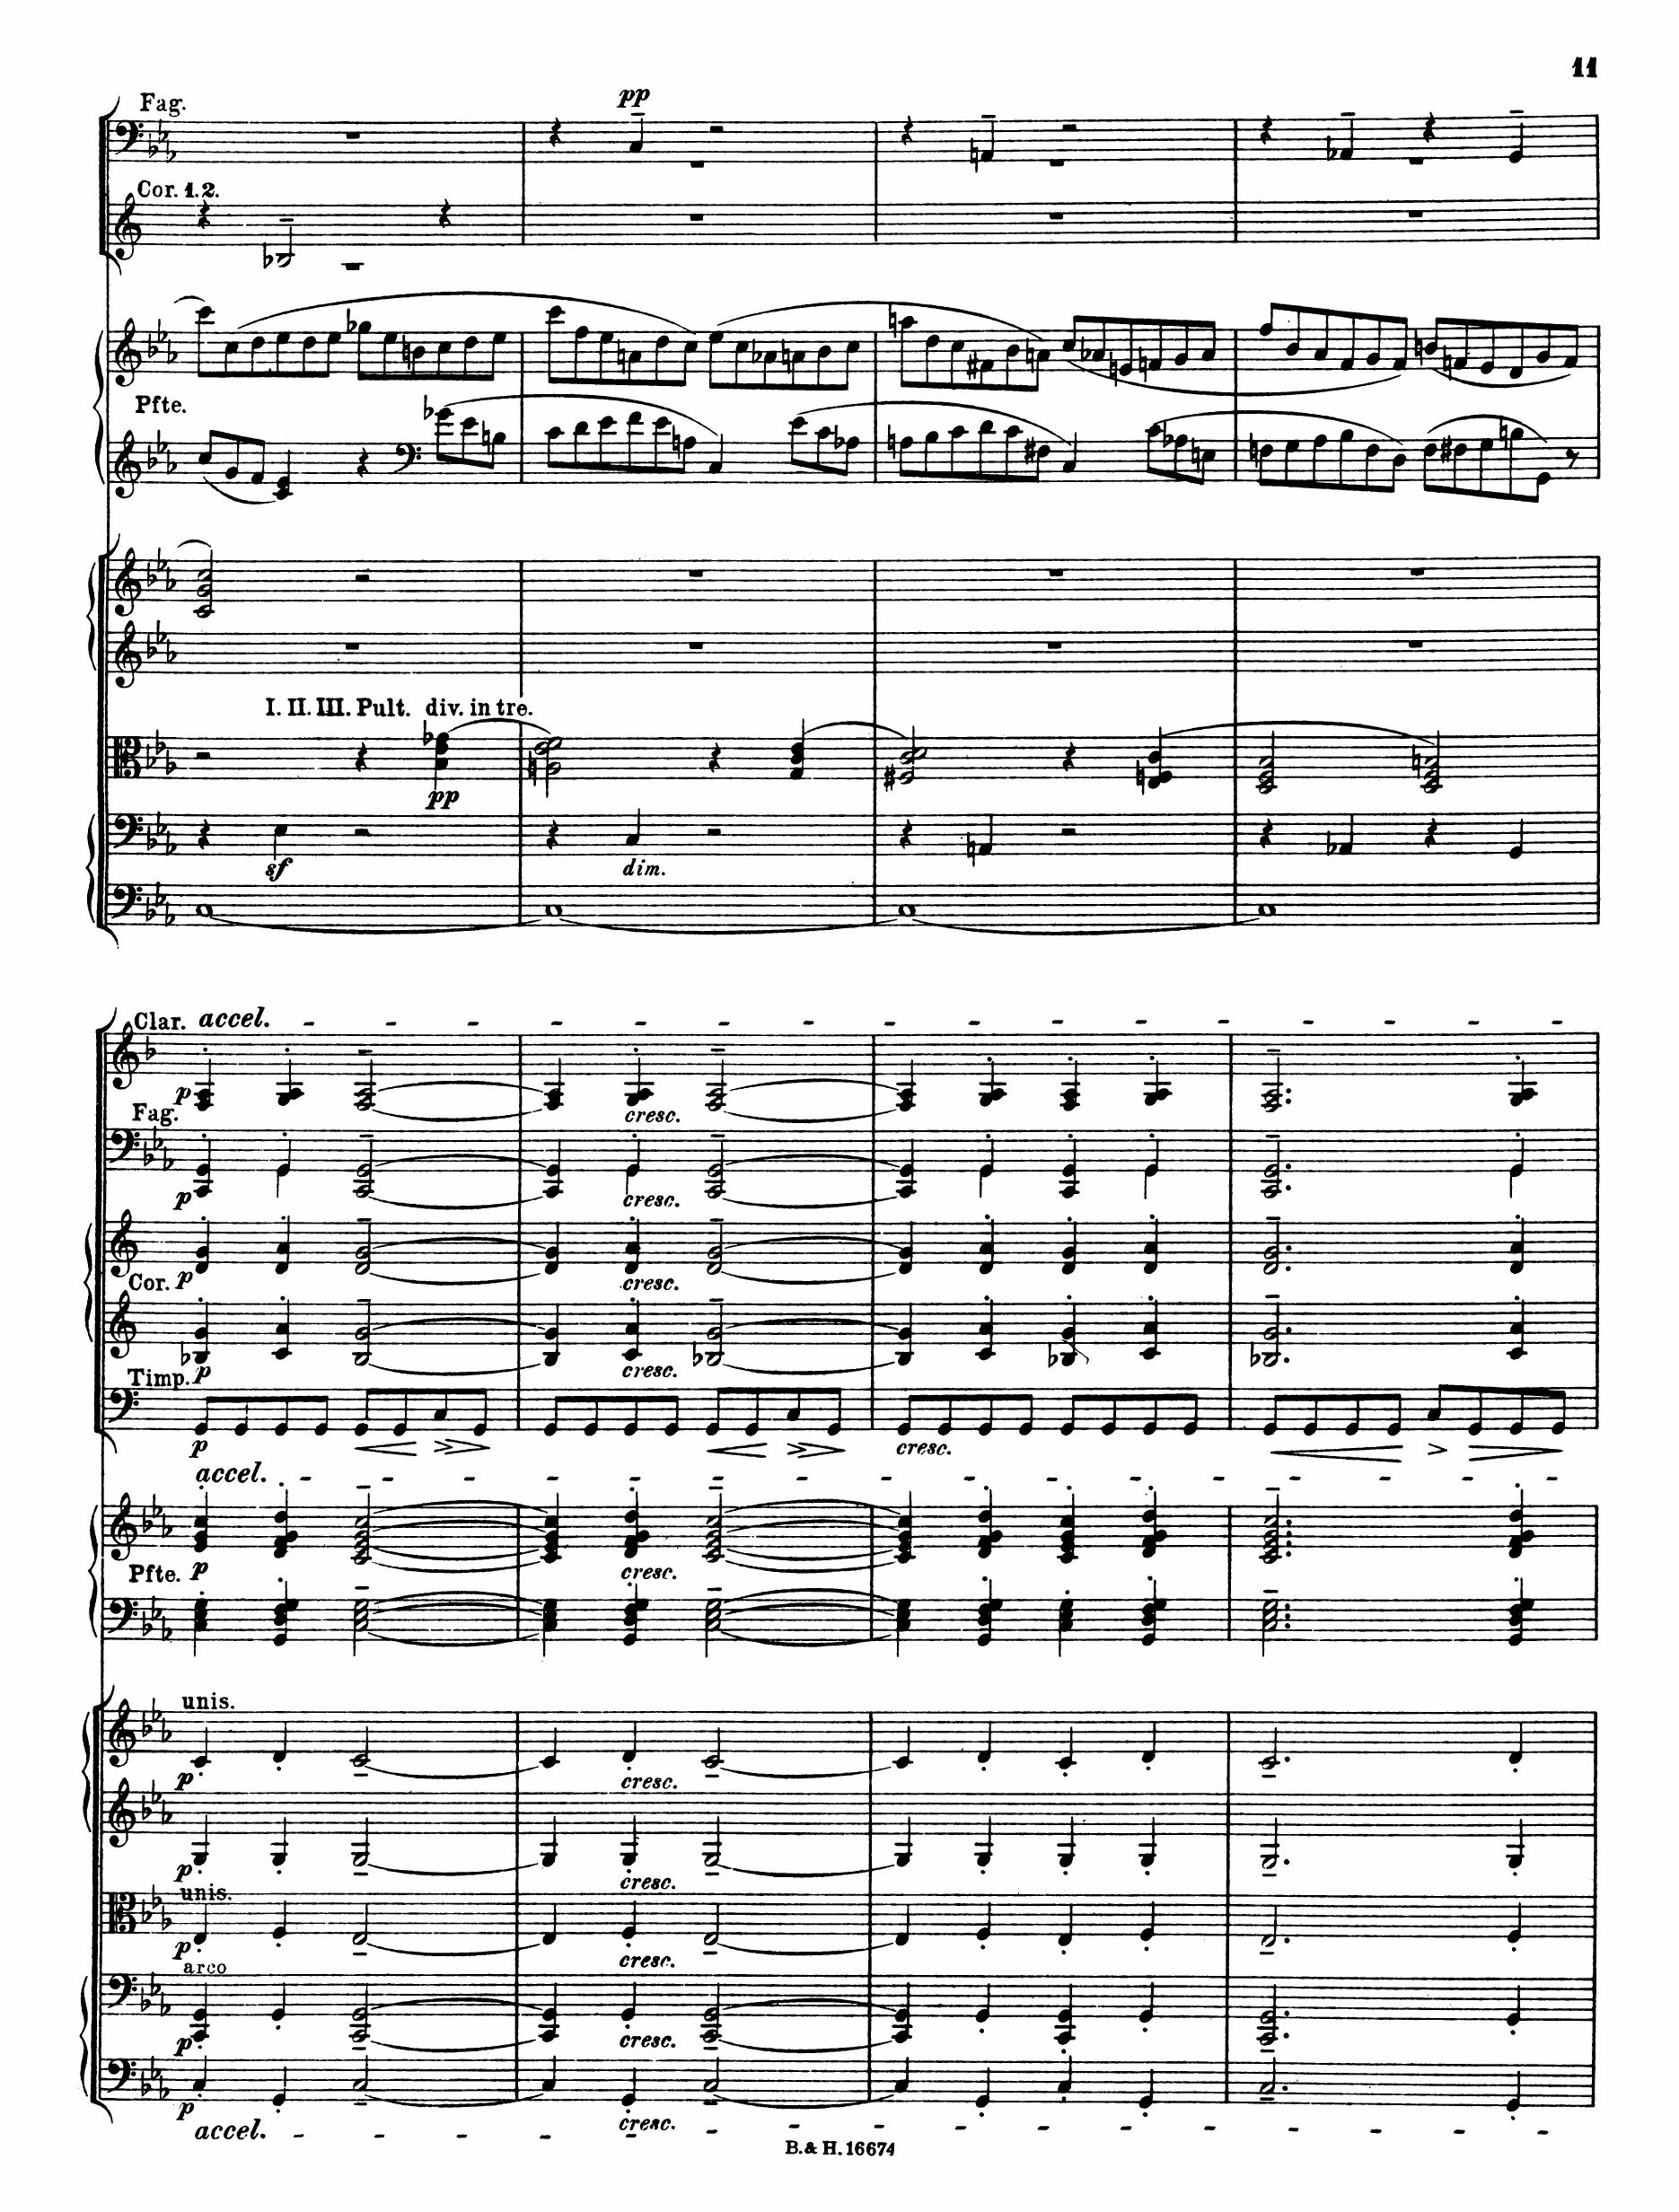 11
Fag.
pp
Cor. 1. 2.
Pfte.
I. II. III. Pult. div. in tre.
pp
sf
dim.
Clar. accel.
p
Fag.
cresc.
p
cresc.
Cor. p
cresc.
p
cresc.
Timp.
p
cresc.
accel.
p
cresc.
Pfte.
unis.
p
cresc.
p
cresc.
unis.
p
cresc.
arco
p
cresc.
p
cresc.
accel.
B. & H. 16674